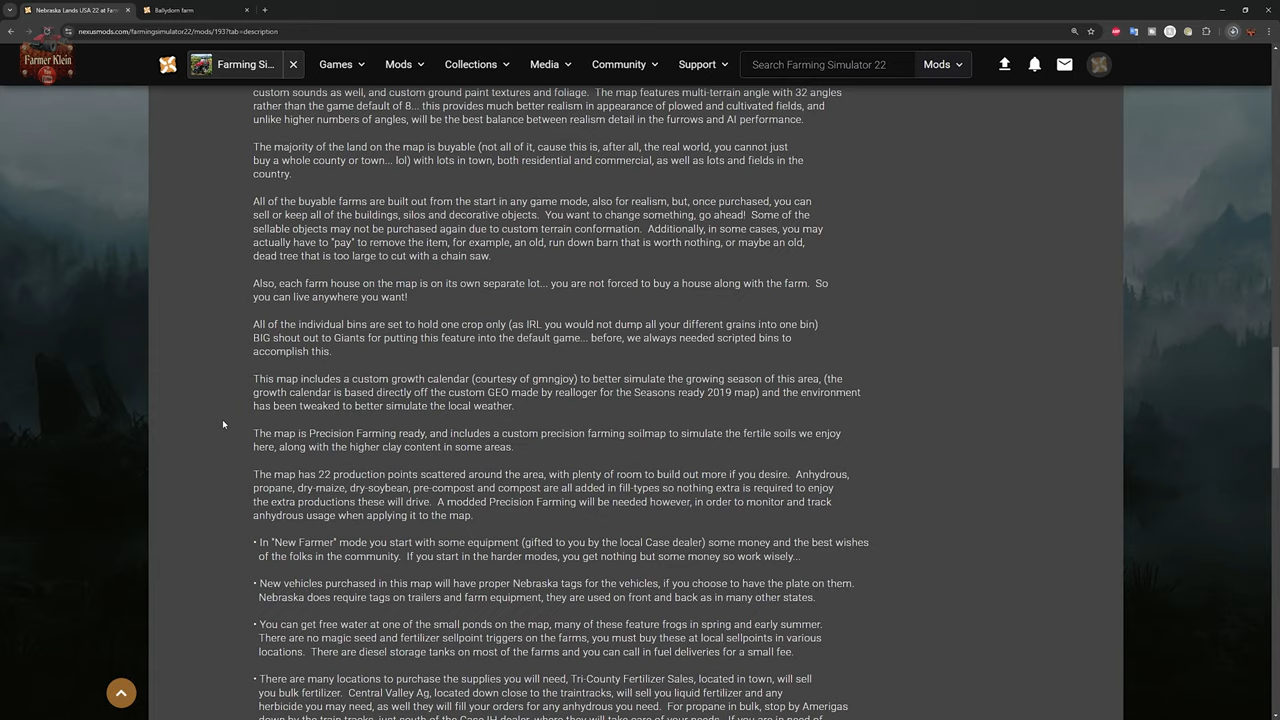 Nebraska Lands USA 22 at Far
Ballydorn farm
nexusmods.com/farmingsimulator22/mods/193?tab=description
Farmer Klein
Farming Si...
Games
Mods
Collections
Media
Community
Support
Search Farming Simulator 22
Mods
custom sounds as well, and custom ground paint textures and foliage.  The map features multi-terrain angle with 32 angles
rather than the game default of 8... this provides much better realism in appearance of plowed and cultivated fields, and
unlike higher numbers of angles, will be the best balance between realism detail in the furrows and AI performance.
The majority of the land on the map is buyable (not all of it, cause this is, after all, the real world, you cannot just
buy a whole county or town... lol) with lots in town, both residential and commercial, as well as lots and fields in the
country.
All of the buyable farms are built out from the start in any game mode, also for realism, but, once purchased, you can
sell or keep all of the buildings, silos and decorative objects.  You want to change something, go ahead!  Some of the
sellable objects may not be purchased again due to custom terrain conformation.  Additionally, in some cases, you may
actually have to "pay" to remove the item, for example, an old, run down barn that is worth nothing, or maybe an old,
dead tree that is too large to cut with a chain saw.
Also, each farm house on the map is on its own separate lot... you are not forced to buy a house along with the farm.  So
you can live anywhere you want!
All of the individual bins are set to hold one crop only (as IRL you would not dump all your different grains into one bin)
BIG shout out to Giants for putting this feature into the default game... before, we always needed scripted bins to
accomplish this.
This map includes a custom growth calendar (courtesy of gmngjoy) to better simulate the growing season of this area, (the
growth calendar is based directly off the custom GEO made by realloger for the Seasons ready 2019 map) and the environment
has been tweaked to better simulate the local weather.
The map is Precision Farming ready, and includes a custom precision farming soilmap to simulate the fertile soils we enjoy
here, along with the higher clay content in some areas.
The map has 22 production points scattered around the area, with plenty of room to build out more if you desire.  Anhydrous,
propane, dry-maize, dry-soybean, pre-compost and compost are all added in fill-types so nothing extra is required to enjoy
the extra productions these will drive.  A modded Precision Farming will be needed however, in order to monitor and track
anhydrous usage when applying it to the map.
• In "New Farmer" mode you start with some equipment (gifted to you by the local Case dealer) some money and the best wishes
of the folks in the community.  If you start in the harder modes, you get nothing but some money so work wisely...
• New vehicles purchased in this map will have proper Nebraska tags for the vehicles, if you choose to have the plate on them.
Nebraska does require tags on trailers and farm equipment, they are used on front and back as in many other states.
• You can get free water at one of the small ponds on the map, many of these feature frogs in spring and early summer.
There are no magic seed and fertilizer sellpoint triggers on the farms, you must buy these at local sellpoints in various
locations.  There are diesel storage tanks on most of the farms and you can call in fuel deliveries for a small fee.
• There are many locations to purchase the supplies you will need, Tri-County Fertilizer Sales, located in town, will sell
you bulk fertilizer.  Central Valley Ag, located down close to the traintracks, will sell you liquid fertilizer and any
herbicide you may need, as well they will fill your orders for any anhydrous you need.  For propane in bulk, stop by Amerigas
down by the train tracks, just south of the Case IH dealer, where they will take care of your needs.  If you are in need of